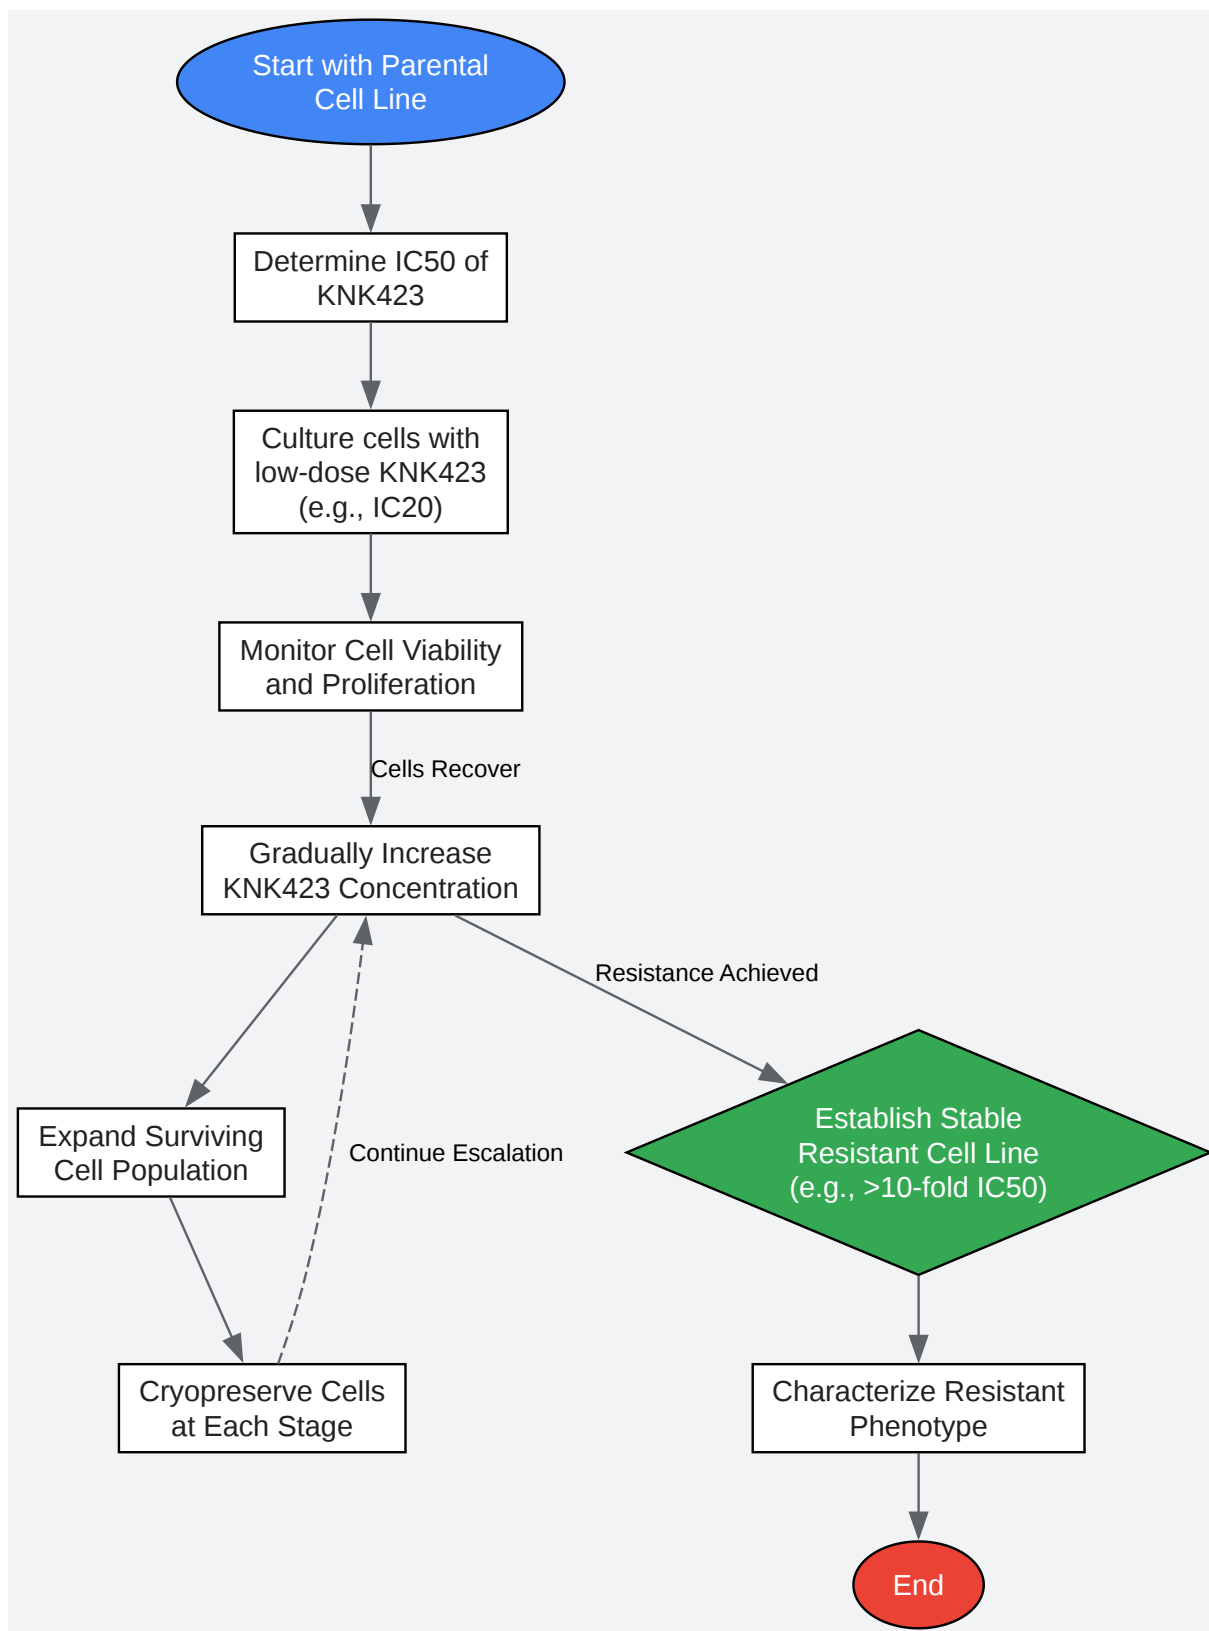 Start with Parental
Cell Line
Determine IC50 of
KNK423
Culture cells with
low-dose KNK423
(e.g., IC20)
Monitor Cell Viability
and Proliferation
Cells Recover
Gradually Increase
KNK423 Concentration
Resistance Achieved
Expand Surviving
Cell Population
Continue Escalation
Establish Stable
Resistant Cell Line
(e.g., >10-fold IC50)
Cryopreserve Cells
at Each Stage
Characterize Resistant
Phenotype
End